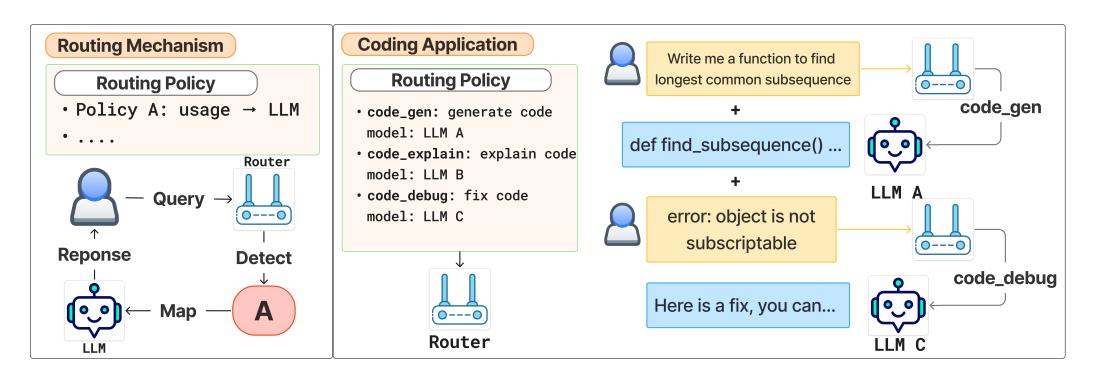 Routing Mechanism
Routing Policy
• Policy A: usage → LLM
• ....
Router
Query
Detect
A
Map
LLM
Reponse
Coding Application
Routing Policy
• code_gen: generate code
model: LLM A
• code_explain: explain code
model: LLM B
• code_debug: fix code
model: LLM C
Router
Write me a function to find
longest common subsequence
code_gen
+
def find_subsequence() ...
LLM A
+
error: object is not
subscriptable
code_debug
Here is a fix, you can...
LLM C